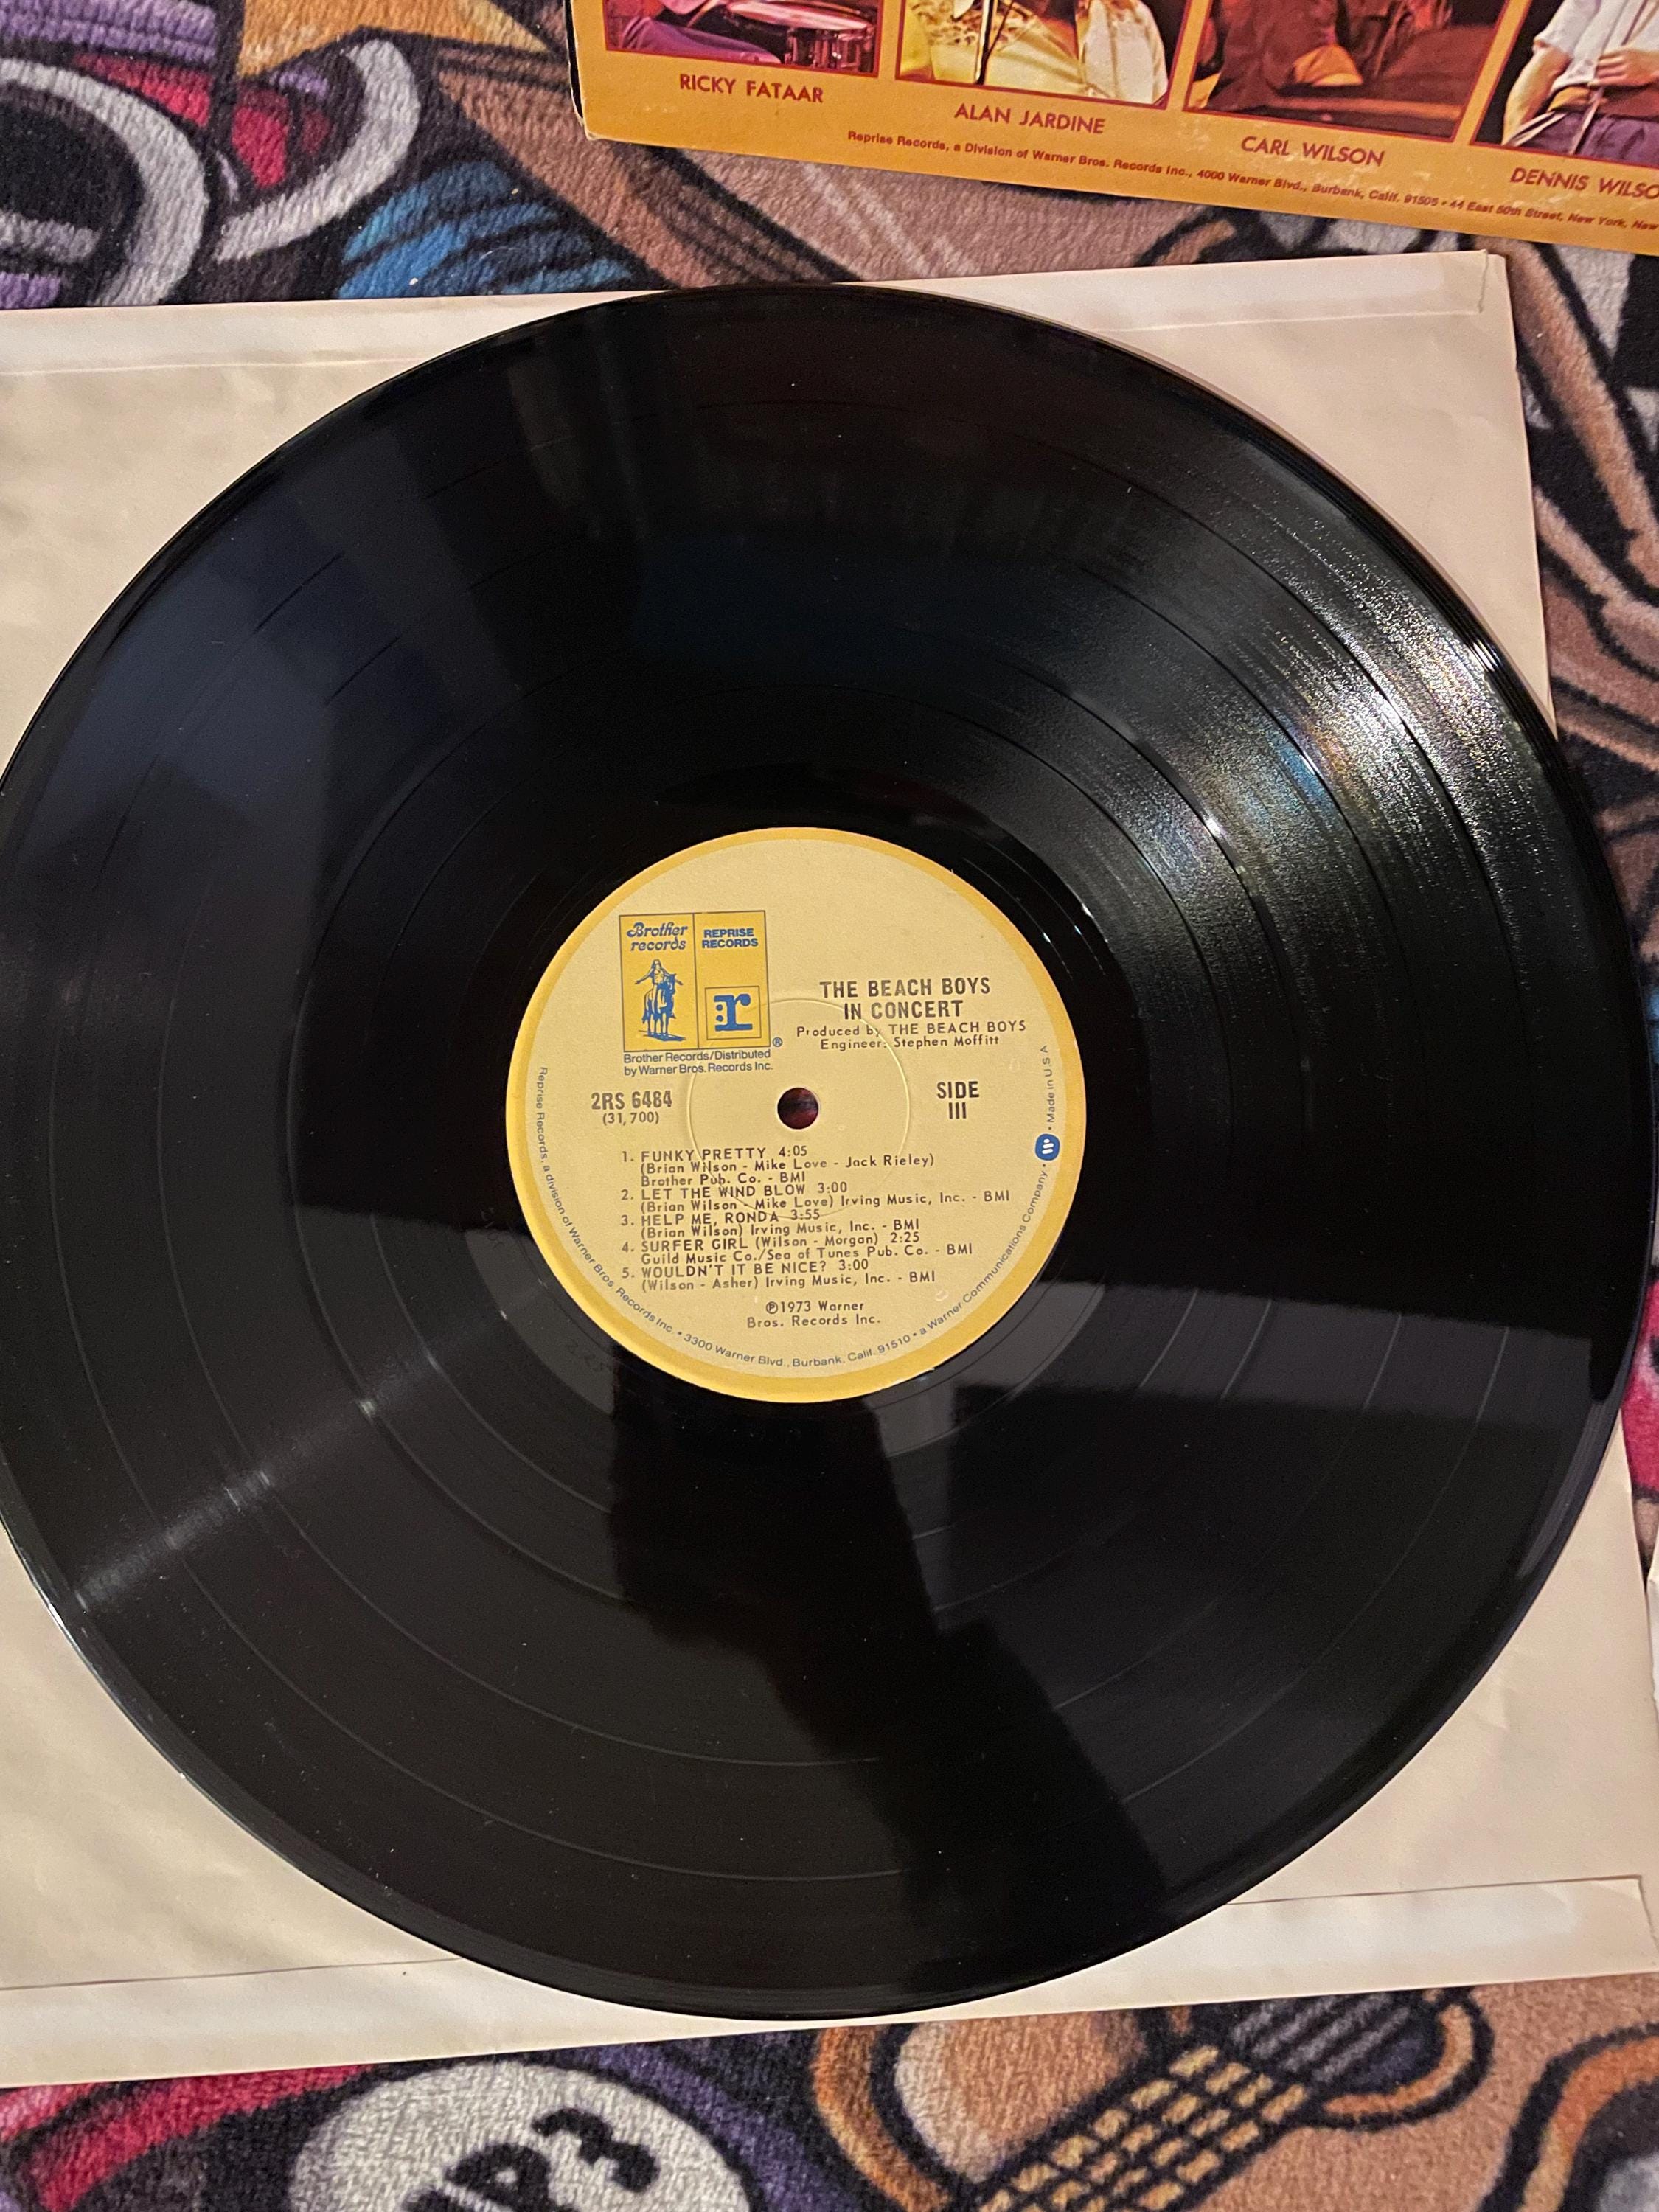 RICKY FATAAR
ALAN JARDINE
CARL WILSON
DENNIS WILSO
Reprise Records, a Division of Warner Bros. Records Inc., 4000 Warner Blvd., Burbank, Calif. 91505 • 44 East 50th Street, New York, New
Brother records
REPRISE RECORDS
:r
®
Brother Records/Distributed
by Warner Bros. Records Inc.
THE BEACH BOYS
IN CONCERT
Produced by THE BEACH BOYS
Engineer: Stephen Moffitt
2RS 6484
(31,700)
SIDE
III
1. FUNKY PRETTY 4:05
(Brian Wilson - Mike Love - Jack Rieley)
Brother Pub. Co. - BMI
2. LET THE WIND BLOW 3:00
(Brian Wilson - Mike Love) Irving Music, Inc. - BMI
3. HELP ME, RONDA 3:55
(Brian Wilson) Irving Music, Inc. - BMI
4. SURFER GIRL (Wilson - Morgan) 2:25
Guild Music Co./Sea of Tunes Pub. Co. - BMI
5. WOULDN'T IT BE NICE? 3:00
(Wilson - Asher) Irving Music, Inc. - BMI
℗1973 Warner
Bros. Records Inc.
Reprise Records, a division of Warner Bros. Records Inc. • 3300 Warner Blvd., Burbank, Calif. 91510 • a Warner Communications Company • Made in U.S.A
MP3